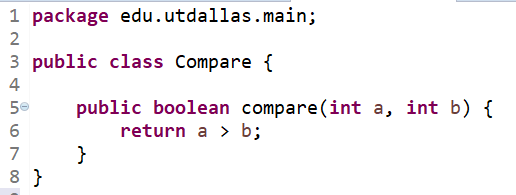 1 package edu.utdallas.main;
2
3 public class Compare {
4
5     public boolean compare(int a, int b) {
6         return a > b;
7     }
8 }